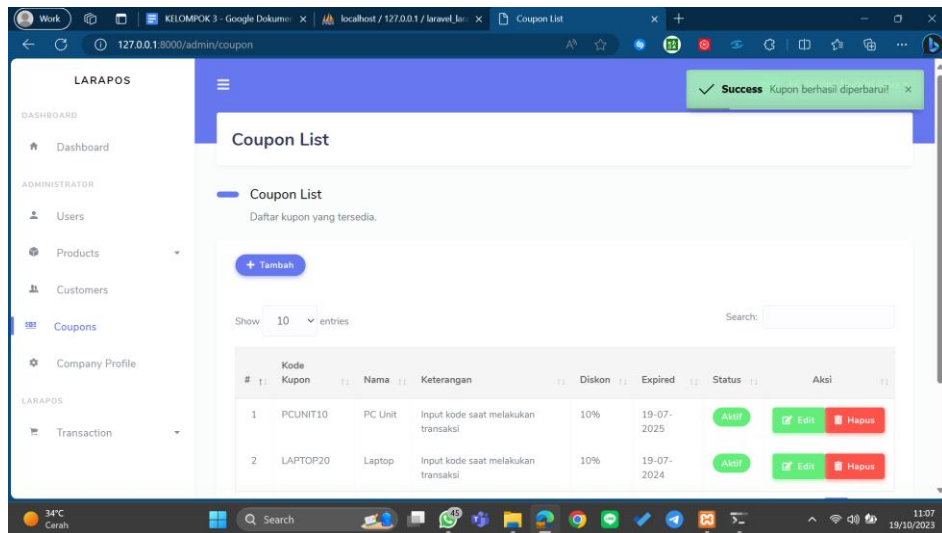 Work
KELOMPOK 3 - Google Dokumen
localhost / 127.0.0.1 / laravel_lar
Coupon List
127.0.0.1:8000/admin/coupon
LARAPOS
Success Kupon berhasil diperbarui!
DASHBOARD
Dashboard
Coupon List
ADMINISTRATOR
Coupon List
Users
Daftar kupon yang tersedia.
Products
+ Tambah
Customers
Coupons
Show 10 entries
Search:
Company Profile
# Kode Kupon Nama Keterangan Diskon Expired Status Aksi
LARAPOS
Transaction
1 PCUNIT10 PC Unit Input kode saat melakukan 10% 19-07- Aktif Edit Hapus
transaksi 2025
2 LAPTOP20 Laptop Input kode saat melakukan 10% 19-07- Aktif Edit Hapus
transaksi 2024
34°C
Cerah
Search
45
11:07
19/10/2023